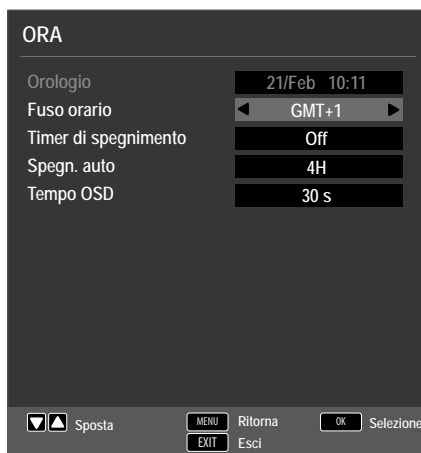 ORA
Orologio 21/Feb 10:11
Fuso orario GMT+1
Timer di spegnimento Off
Spegn. auto 4H
Tempo OSD 30 s
Sposta MENU Ritorna OK Selezione
EXIT Esci